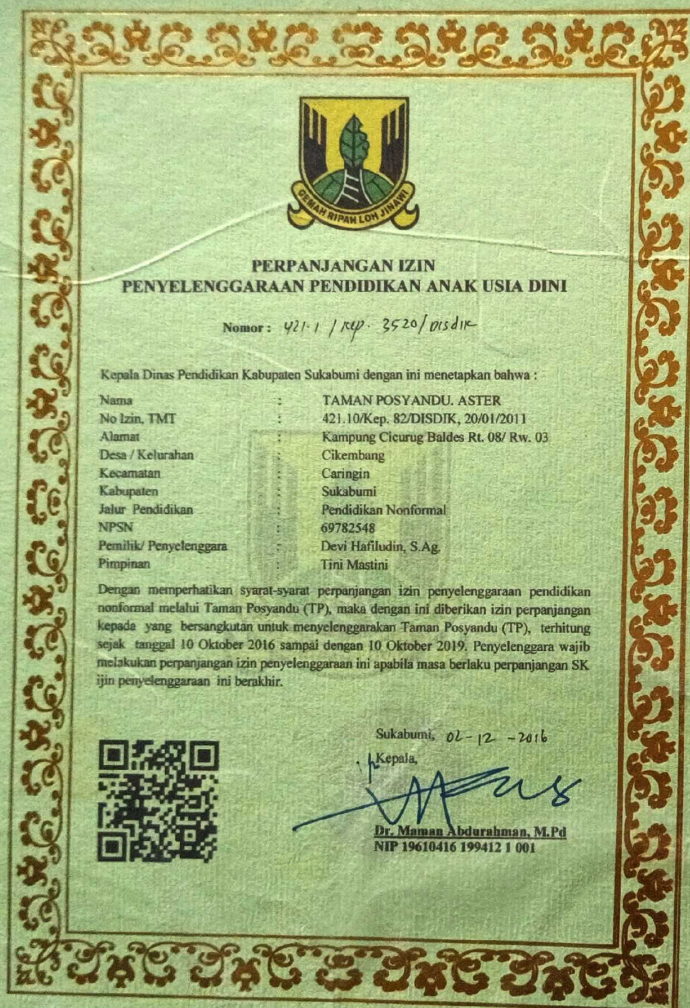 GEMAH RIPAH LOH JINAWI
PERPANJANGAN IZIN
PENYELENGGARAAN PENDIDIKAN ANAK USIA DINI
Nomor : 421.1 / Kep. 3520/Disdik
Kepala Dinas Pendidikan Kabupaten Sukabumi dengan ini menetapkan bahwa :
Nama : TAMAN POSYANDU. ASTER
No Izin, TMT : 421.10/Kep. 82/DISDIK, 20/01/2011
Alamat : Kampung Cicurug Baldes Rt. 08/ Rw. 03
Desa / Kelurahan : Cikembang
Kecamatan : Caringin
Kabupaten : Sukabumi
Jalur Pendidikan : Pendidikan Nonformal
NPSN : 69782548
Pemilik/ Penyelenggara : Devi Hafiludin, S.Ag.
Pimpinan : Tini Mastini
Dengan memperhatikan syarat-syarat perpanjangan izin penyelenggaraan pendidikan
nonformal melalui Taman Posyandu (TP), maka dengan ini diberikan izin perpanjangan
kepada yang bersangkutan untuk menyelenggarakan Taman Posyandu (TP), terhitung
sejak tanggal 10 Oktober 2016 sampai dengan 10 Oktober 2019. Penyelenggara wajib
melakukan perpanjangan izin penyelenggaraan ini apabila masa berlaku perpanjangan SK
ijin penyelenggaraan ini berakhir.
Sukabumi, 02-12-2016
Kepala,
Dr. Maman Abdurahman, M.Pd
NIP 19610416 199412 1 001